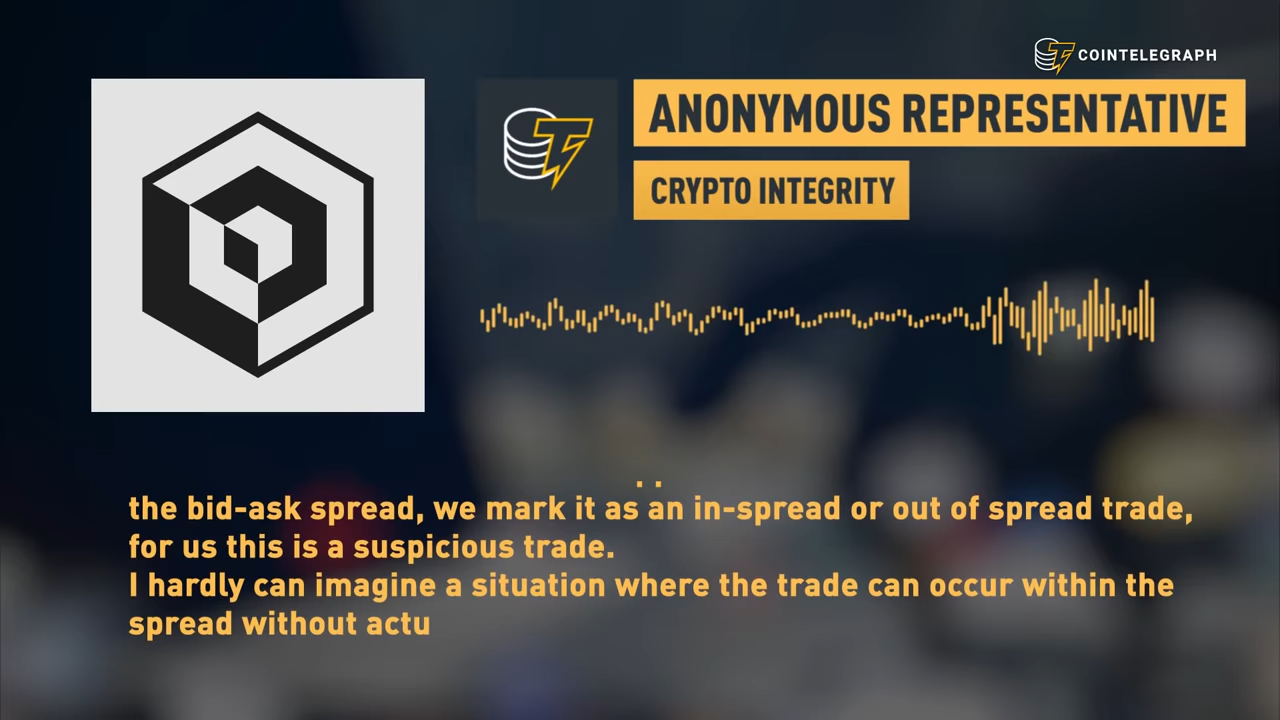 COINTELEGRAPH
ANONYMOUS REPRESENTATIVE
CRYPTO INTEGRITY
the bid-ask spread, we mark it as an in-spread or out of spread trade,
for us this is a suspicious trade.
I hardly can imagine a situation where the trade can occur within the
spread without actu